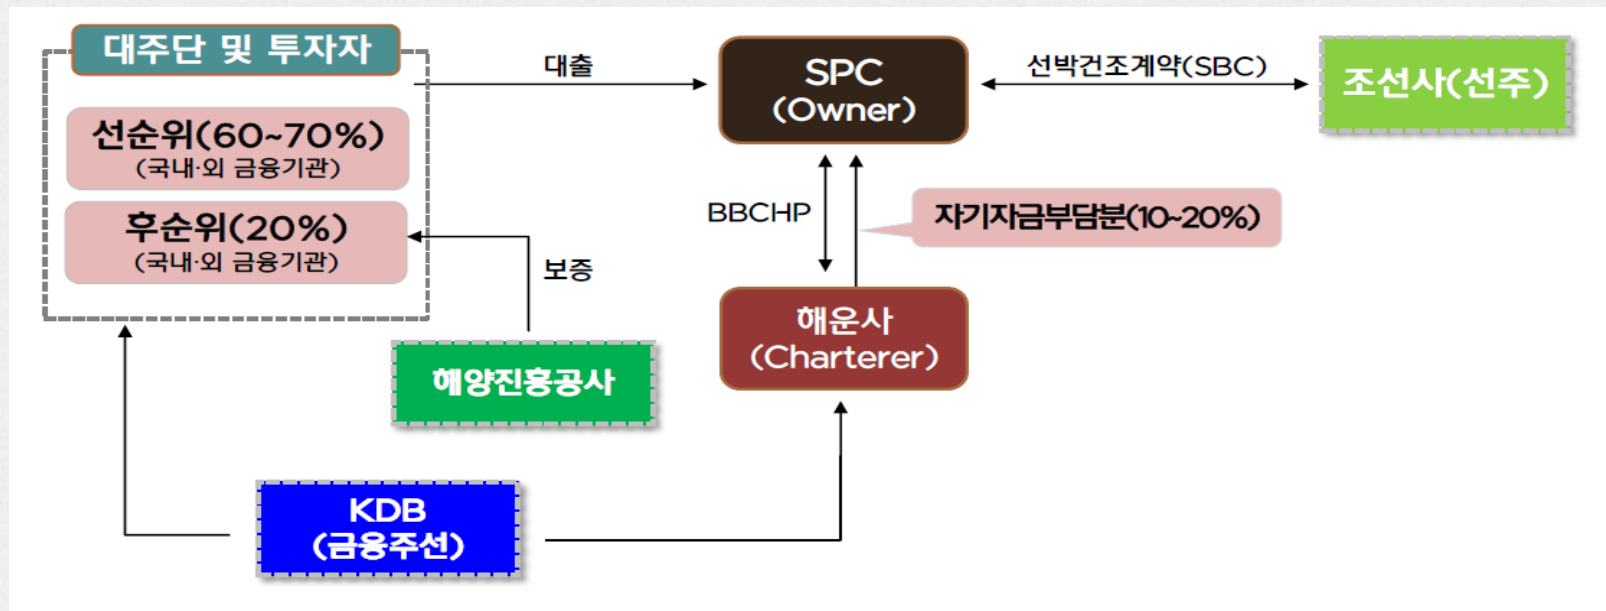 대주단 및 투자자
선순위(60~70%)
(국내·외 금융기관)
후순위(20%)
(국내·외 금융기관)
대출
SPC
(Owner)
선박건조계약(SBC)
조선사(선주)
BBCHP
자기자금부담분(10~20%)
보증
해운사
(Charterer)
해양진흥공사
KDB
(금융주선)